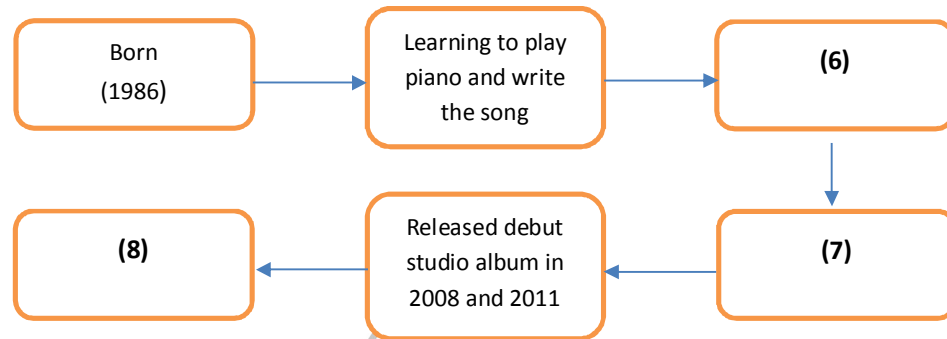 Born
(1986)
Learning to play
piano and write
the song
(6)
(8)
Released debut
studio album in
2008 and 2011
(7)